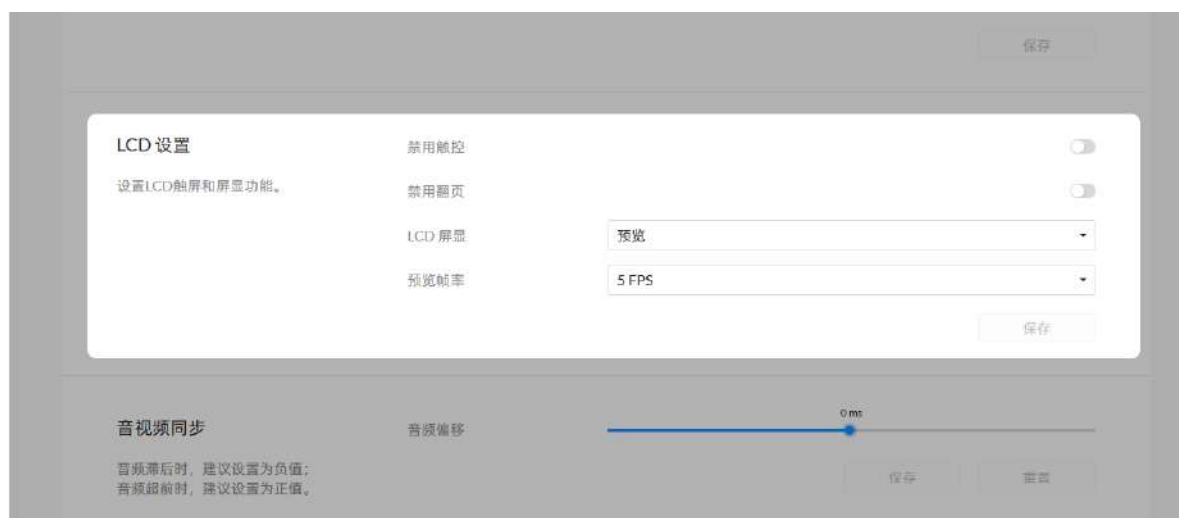 保存
LCD 设置
禁用触控
设置LCD触屏和屏显功能。
禁用翻页
LCD 屏显
预览
预览帧率
5 FPS
保存
0 ms
音视频同步
音频偏移
音频滞后时，建议设置为负值；
音频超前时，建议设置为正值。
保存
重置